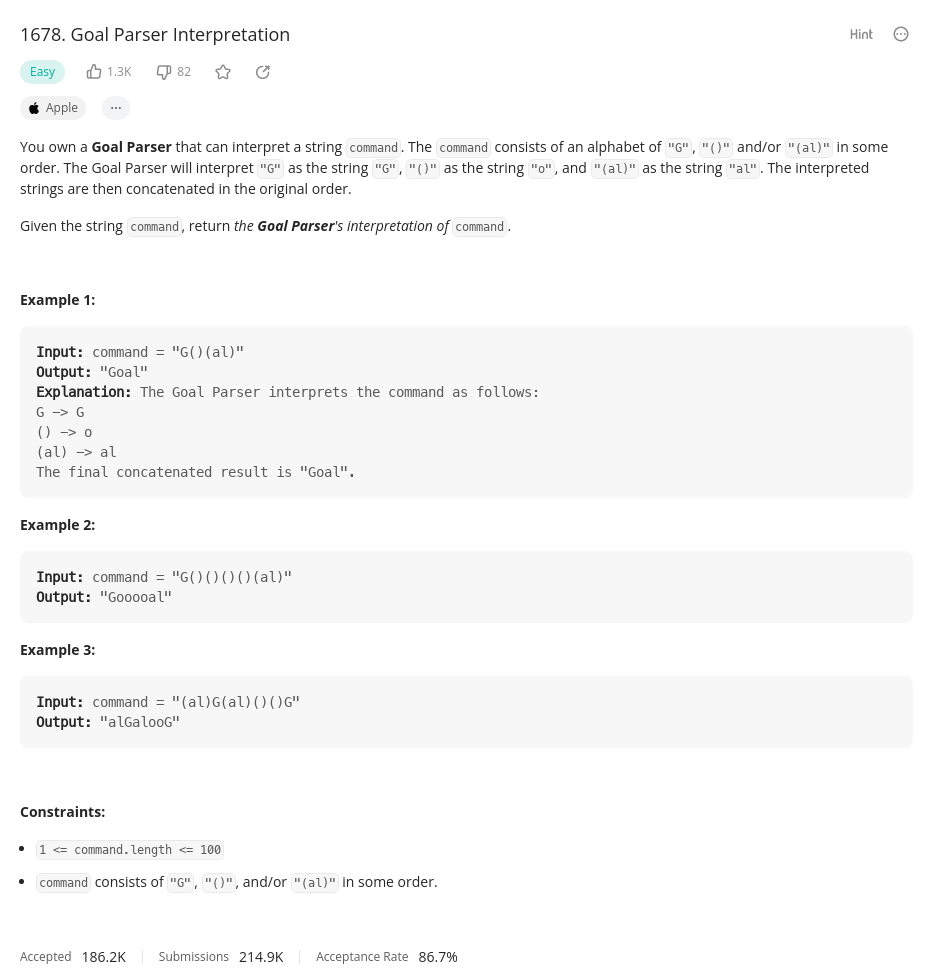 1678. Goal Parser Interpretation
Hint
Easy 1.3K 82
Apple ...
You own a Goal Parser that can interpret a string command. The command consists of an alphabet of "G", "()" and/or "(al)" in some
order. The Goal Parser will interpret "G" as the string "G", "()" as the string "o", and "(al)" as the string "al". The interpreted
strings are then concatenated in the original order.
Given the string command, return the Goal Parser's interpretation of command.
Example 1:
Input: command = "G()(al)"
Output: "Goal"
Explanation: The Goal Parser interprets the command as follows:
G -> G
() -> o
(al) -> al
The final concatenated result is "Goal".
Example 2:
Input: command = "G()()()()(al)"
Output: "Gooooal"
Example 3:
Input: command = "(al)G(al)()()G"
Output: "alGalooG"
Constraints:
• 1 <= command.length <= 100
• command consists of "G", "()", and/or "(al)" in some order.
Accepted 186.2K Submissions 214.9K Acceptance Rate 86.7%